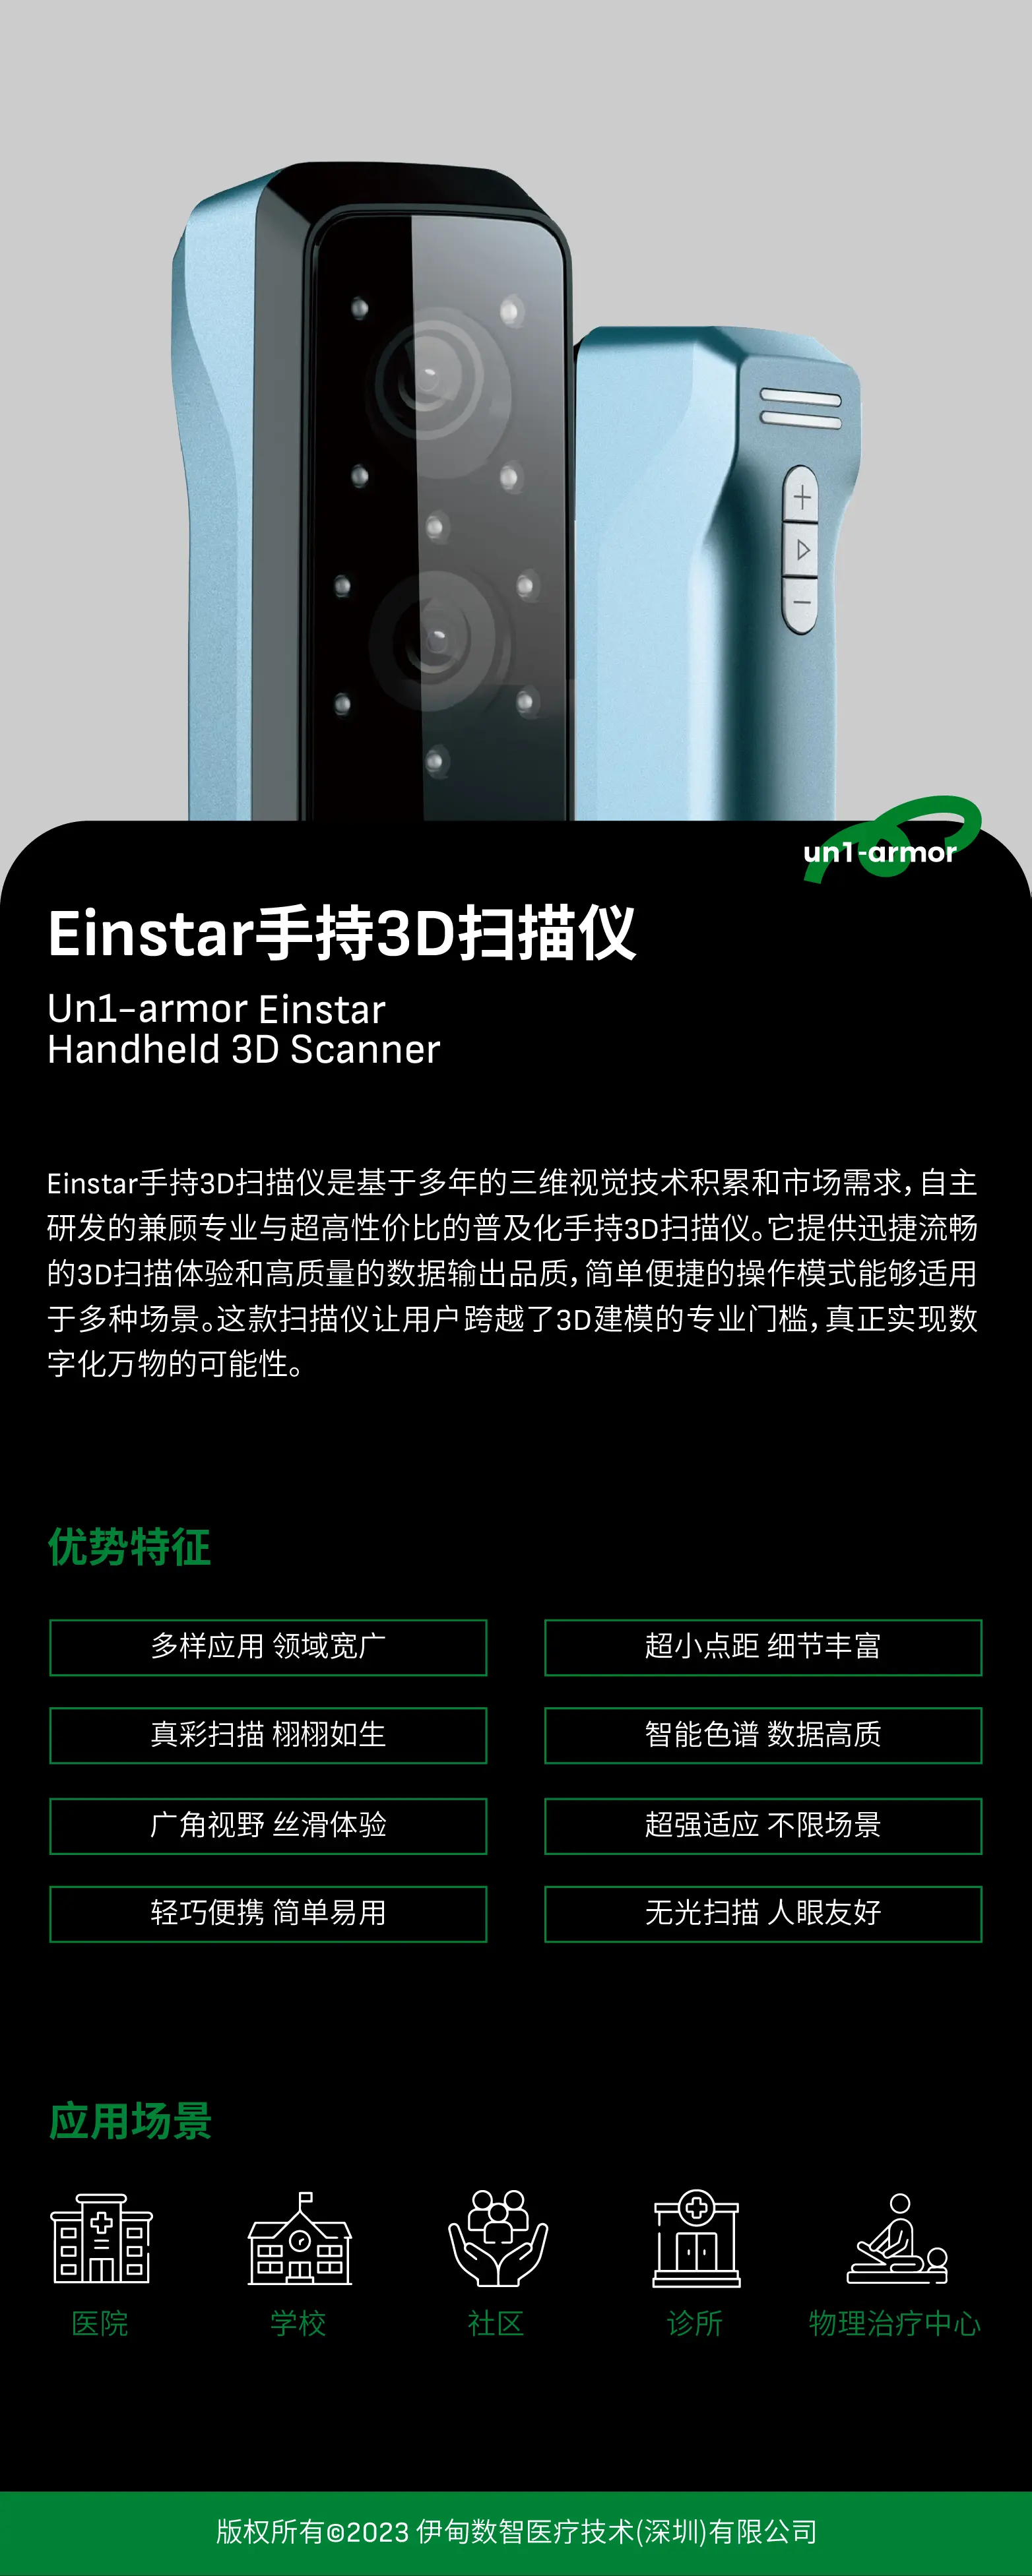 un1-armor
Einstar手持3D扫描仪
Un1-armor Einstar
Handheld 3D Scanner
Einstar手持3D扫描仪是基于多年的三维视觉技术积累和市场需求，自主
研发的兼顾专业与超高性价比的普及化手持3D扫描仪。它提供迅捷流畅
的3D扫描体验和高质量的数据输出品质，简单便捷的操作模式能够适用
于多种场景。这款扫描仪让用户跨越了3D建模的专业门槛，真正实现数
字化万物的可能性。
优势特征
多样应用 领域宽广
超小点距 细节丰富
真彩扫描 栩栩如生
智能色谱 数据高质
广角视野 丝滑体验
超强适应 不限场景
轻巧便携 简单易用
无光扫描 人眼友好
应用场景
医院
学校
社区
诊所
物理治疗中心
版权所有©2023 伊甸数智医疗技术(深圳)有限公司